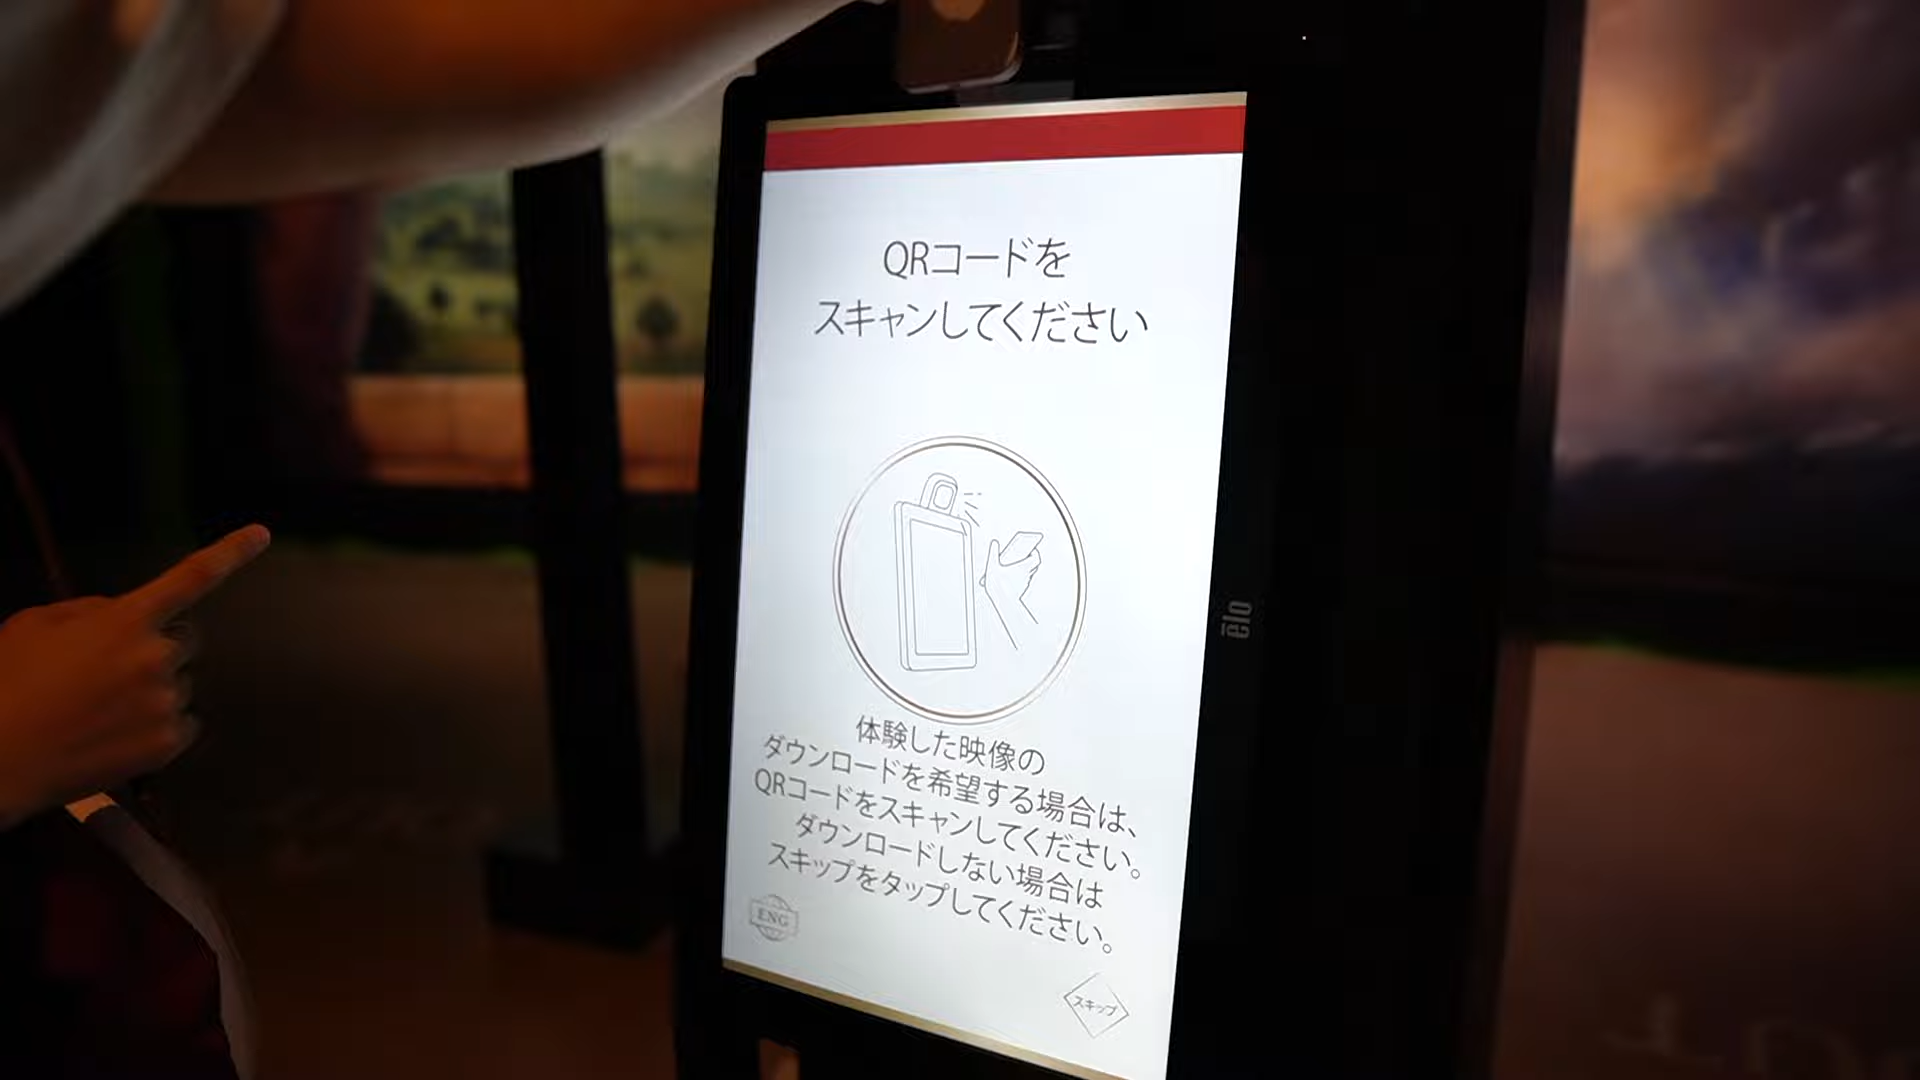 QRコードを
スキャンしてください
体験した映像の
ダウンロードを希望する場合は、
QRコードをスキャンしてください。
ダウンロードしない場合は
スキップをタップしてください。
ENG
スキップ
elo